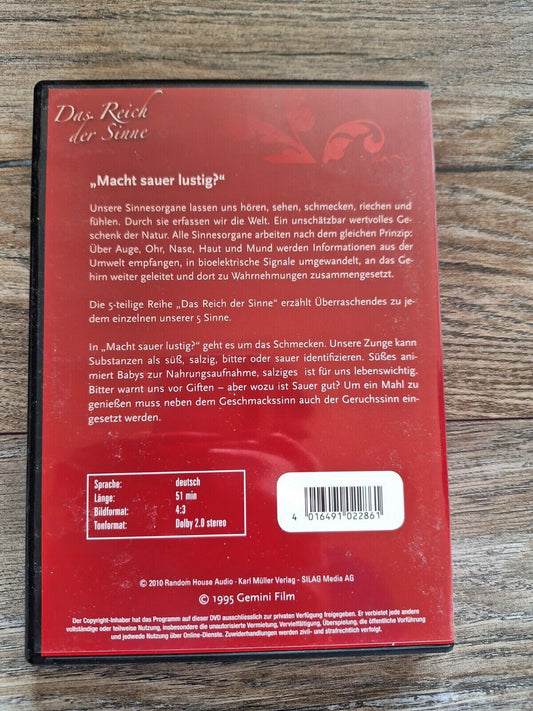 Das Reich
der Sinne
„Macht sauer lustig?“
Unsere Sinnesorgane lassen uns hören, sehen, schmecken, riechen und
fühlen. Durch sie erfassen wir die Welt. Ein unschätzbar wertvolles Ge-
schenk der Natur. Alle Sinnesorgane arbeiten nach dem gleichen Prinzip:
Über Auge, Ohr, Nase, Haut und Mund werden Informationen aus der
Umwelt empfangen, in bioelektrische Signale umgewandelt, an das Ge-
hirn weiter geleitet und dort zu Wahrnehmungen zusammengesetzt.
Die 5-teilige Reihe „Das Reich der Sinne“ erzählt Überraschendes zu je-
dem einzelnen unserer 5 Sinne.
In „Macht sauer lustig?“ geht es um das Schmecken. Unsere Zunge kann
Substanzen als süß, salzig, bitter oder sauer identifizieren. Süßes ani-
miert Babys zur Nahrungsaufnahme, salziges ist für uns lebenswichtig.
Bitter warnt uns vor Giften – aber wozu ist Sauer gut? Um ein Mahl zu
genießen muss neben dem Geschmackssinn auch der Geruchssinn ein-
gesetzt werden.
Sprache: deutsch
Länge: 51 min
Bildformat: 4:3
Tonformat: Dolby 2.0 stereo
4 016491 022861
© 2010 Random House Audio · Karl Müller Verlag - SILAG Media AG
© 1995 Gemini Film
Der Copyright-Inhaber hat das Programm auf dieser DVD ausschliesslich zur privaten Verfügung freigegeben. Er verbietet jede andere
vollständige oder teilweise Nutzung, insbesondere die unautorisierte Vermietung, Vervielfältigung, Überspielung, die öffentliche Vorführung
und jedwede Nutzung über Online-Dienste. Zuwiderhandlungen werden zivil- und strafrechtlich verfolgt.